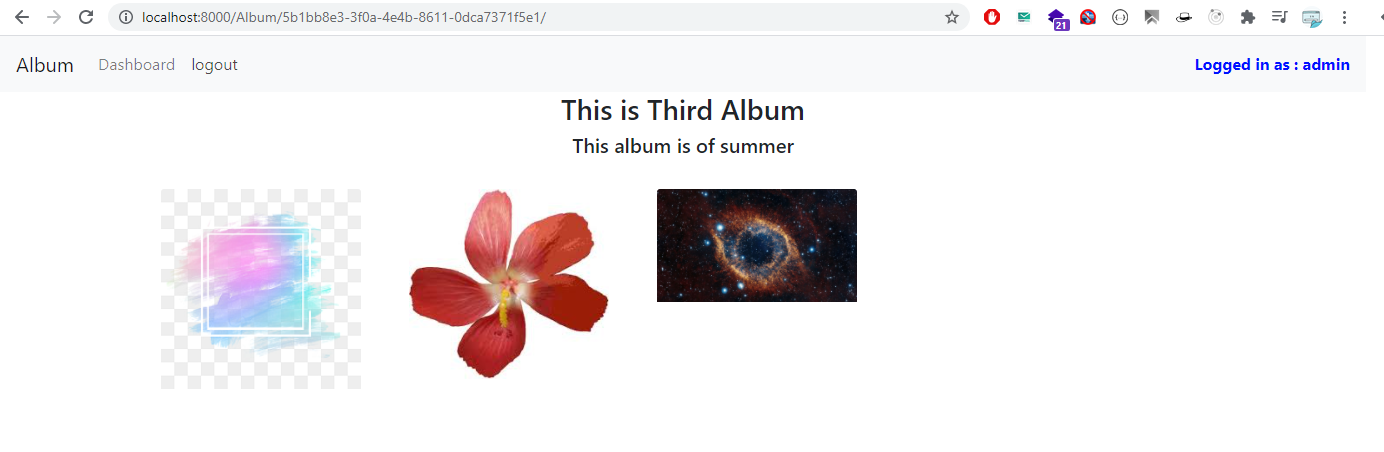 localhost:8000/Album/5b1bb8e3-3f0a-4e4b-8611-0dca7371f5e1/
21
Album Dashboard logout Logged in as : admin
This is Third Album
This album is of summer